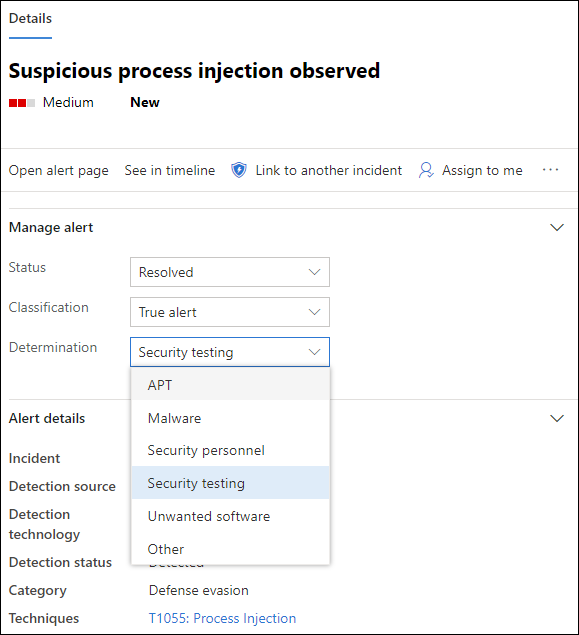 Details
Suspicious process injection observed
Medium New
Open alert page See in timeline Link to another incident Assign to me ...
Manage alert
Status Resolved
Classification True alert
Determination Security testing
APT
Malware
Security personnel
Security testing
Unwanted software
Other
Alert details
Incident
Detection source
Detection
technology
Detection status Detected
Category Defense evasion
Techniques T1055: Process Injection